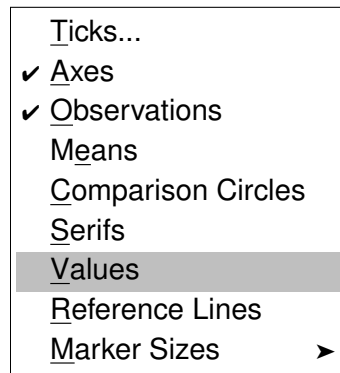 Ticks...
✔ Axes
✔ Observations
Means
Comparison Circles
Serifs
Values
Reference Lines
Marker Sizes ➤